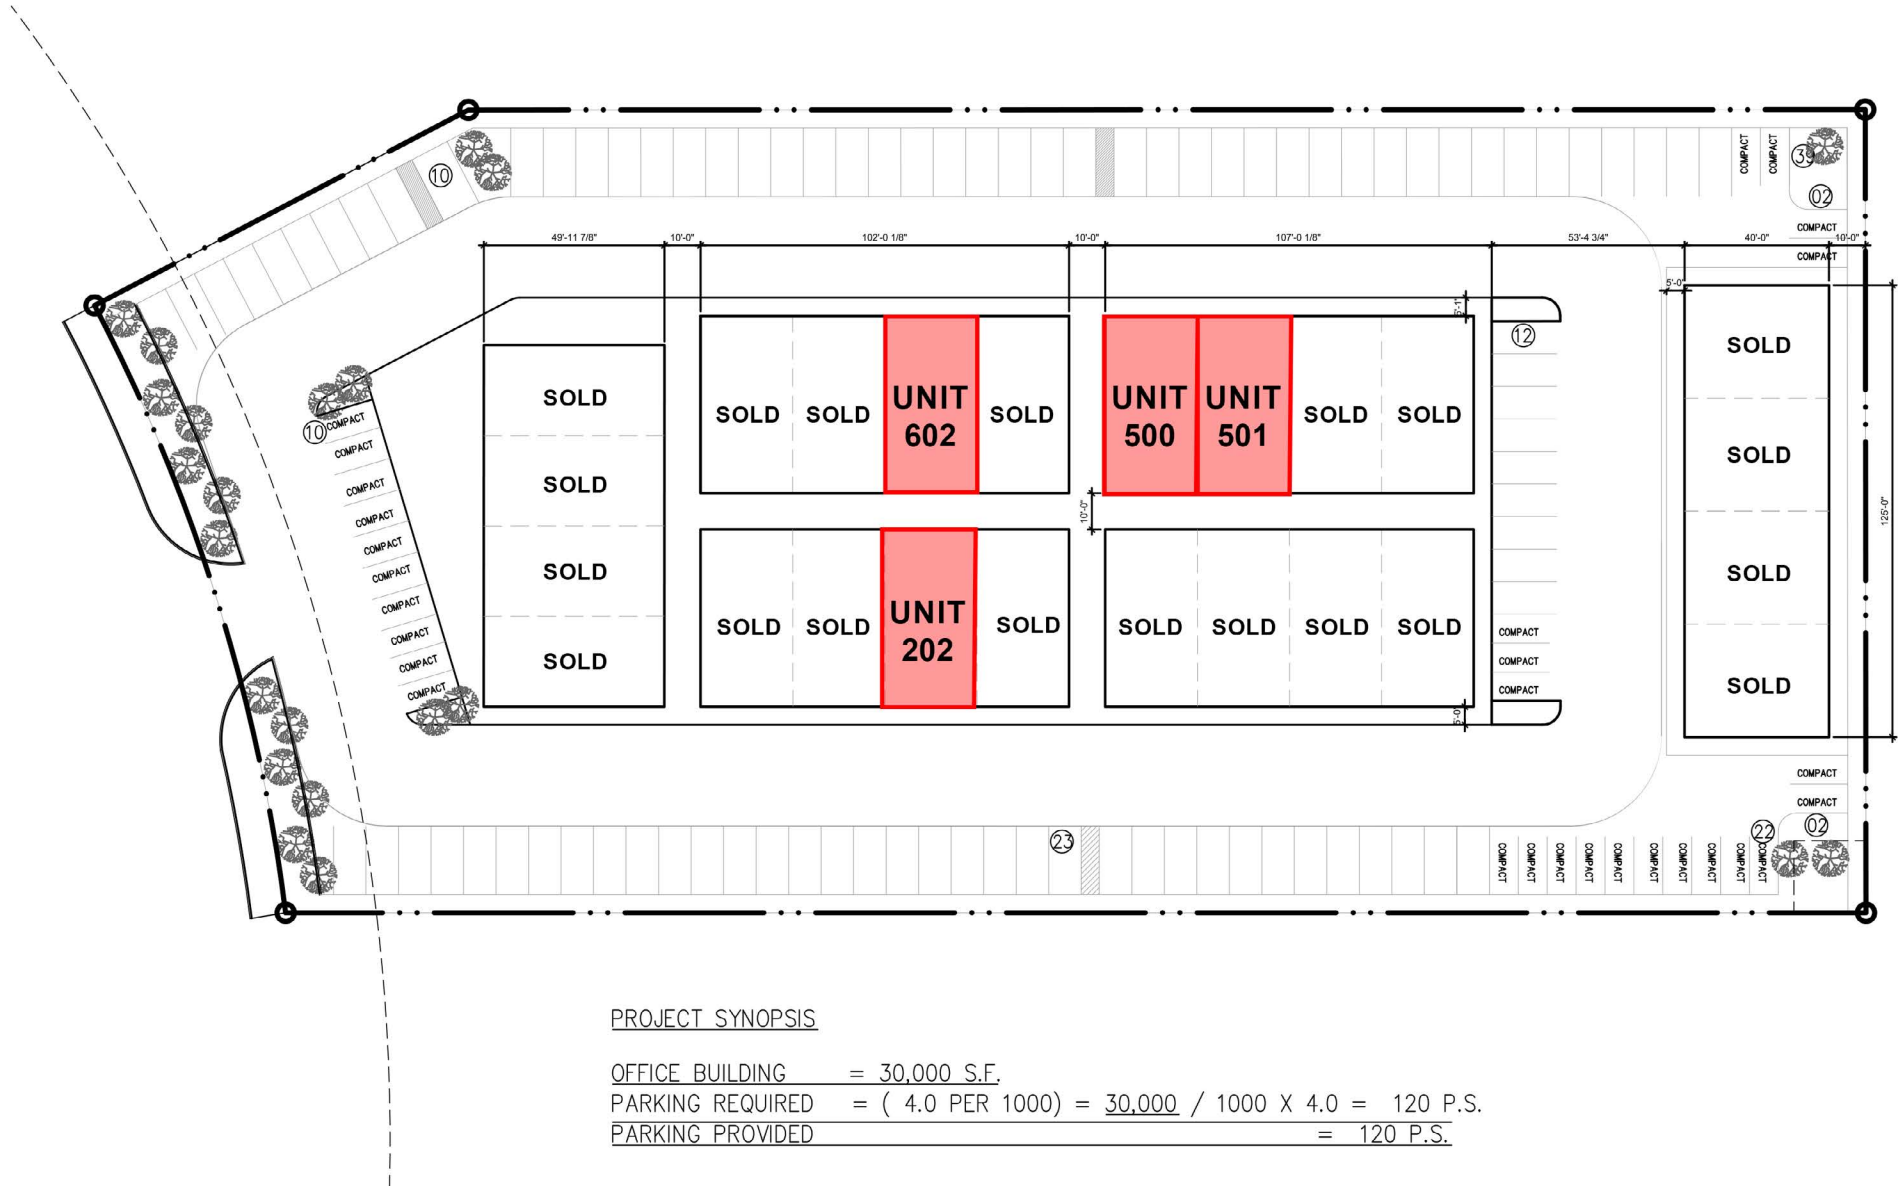 10
COMPACT
COMPACT
39
02
COMPACT
COMPACT
49'-11 7/8"
10'-0"
102'-0 1/8"
10'-0"
107'-0 1/8"
53'-4 3/4"
40'-0"
10'-0"
5'-0"
5'-1"
12
10
COMPACT
COMPACT
COMPACT
COMPACT
COMPACT
COMPACT
COMPACT
COMPACT
COMPACT
COMPACT
SOLD
SOLD
SOLD
SOLD
SOLD
SOLD
UNIT
602
SOLD
UNIT
500
UNIT
501
SOLD
SOLD
10'-0"
SOLD
SOLD
UNIT
202
SOLD
SOLD
SOLD
SOLD
SOLD
5'-0"
COMPACT
COMPACT
COMPACT
SOLD
SOLD
SOLD
SOLD
125'-0"
COMPACT
COMPACT
02
22
23
COMPACT
COMPACT
COMPACT
COMPACT
COMPACT
COMPACT
COMPACT
COMPACT
COMPACT
COMPACT
PROJECT SYNOPSIS
OFFICE BUILDING = 30,000 S.F.
PARKING REQUIRED = ( 4.0 PER 1000) = 30,000 / 1000 X 4.0 = 120 P.S.
PARKING PROVIDED = 120 P.S.